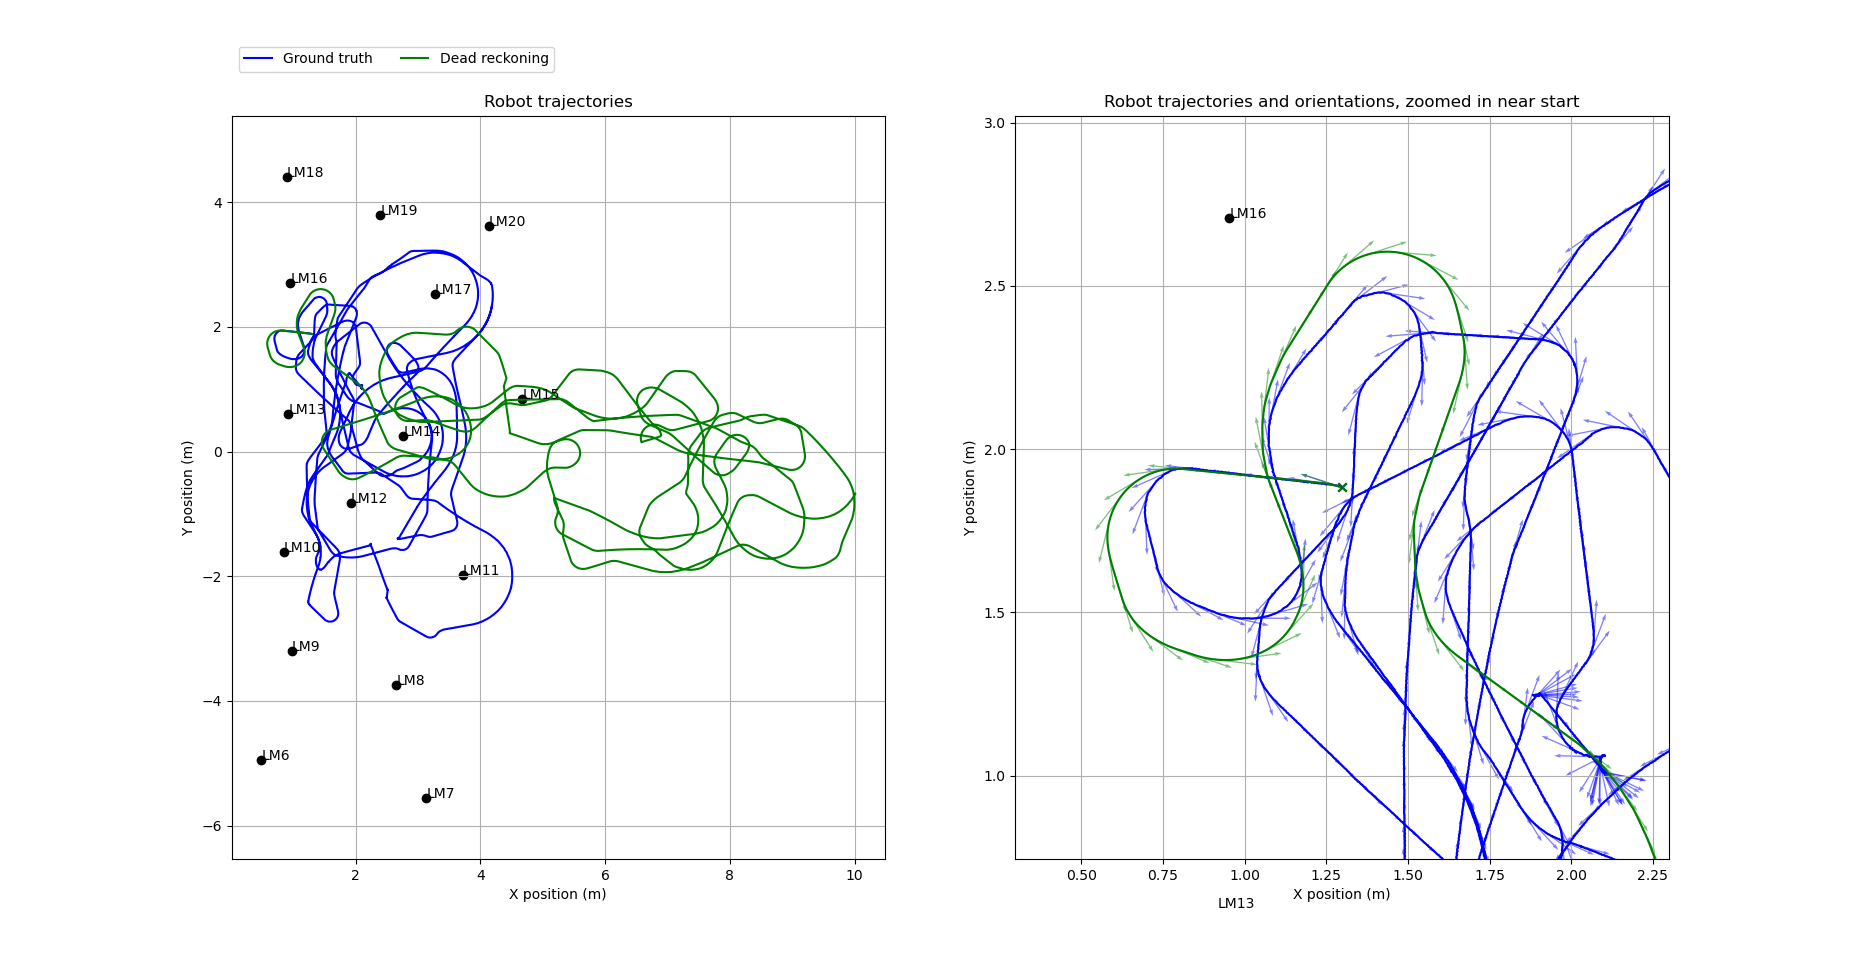 Ground truth Dead reckoning
Robot trajectories
LM18
LM19
LM20
LM16
LM17
LM15
LM13
LM14
LM12
LM10
LM11
LM9
LM8
LM6
LM7
4
2
0
−2
−4
−6
2 4 6 8 10
X position (m)
Y position (m)
Robot trajectories and orientations, zoomed in near start
LM16
3.0
2.5
2.0
1.5
1.0
0.50 0.75 1.00 1.25 1.50 1.75 2.00 2.25
X position (m)
Y position (m)
LM13